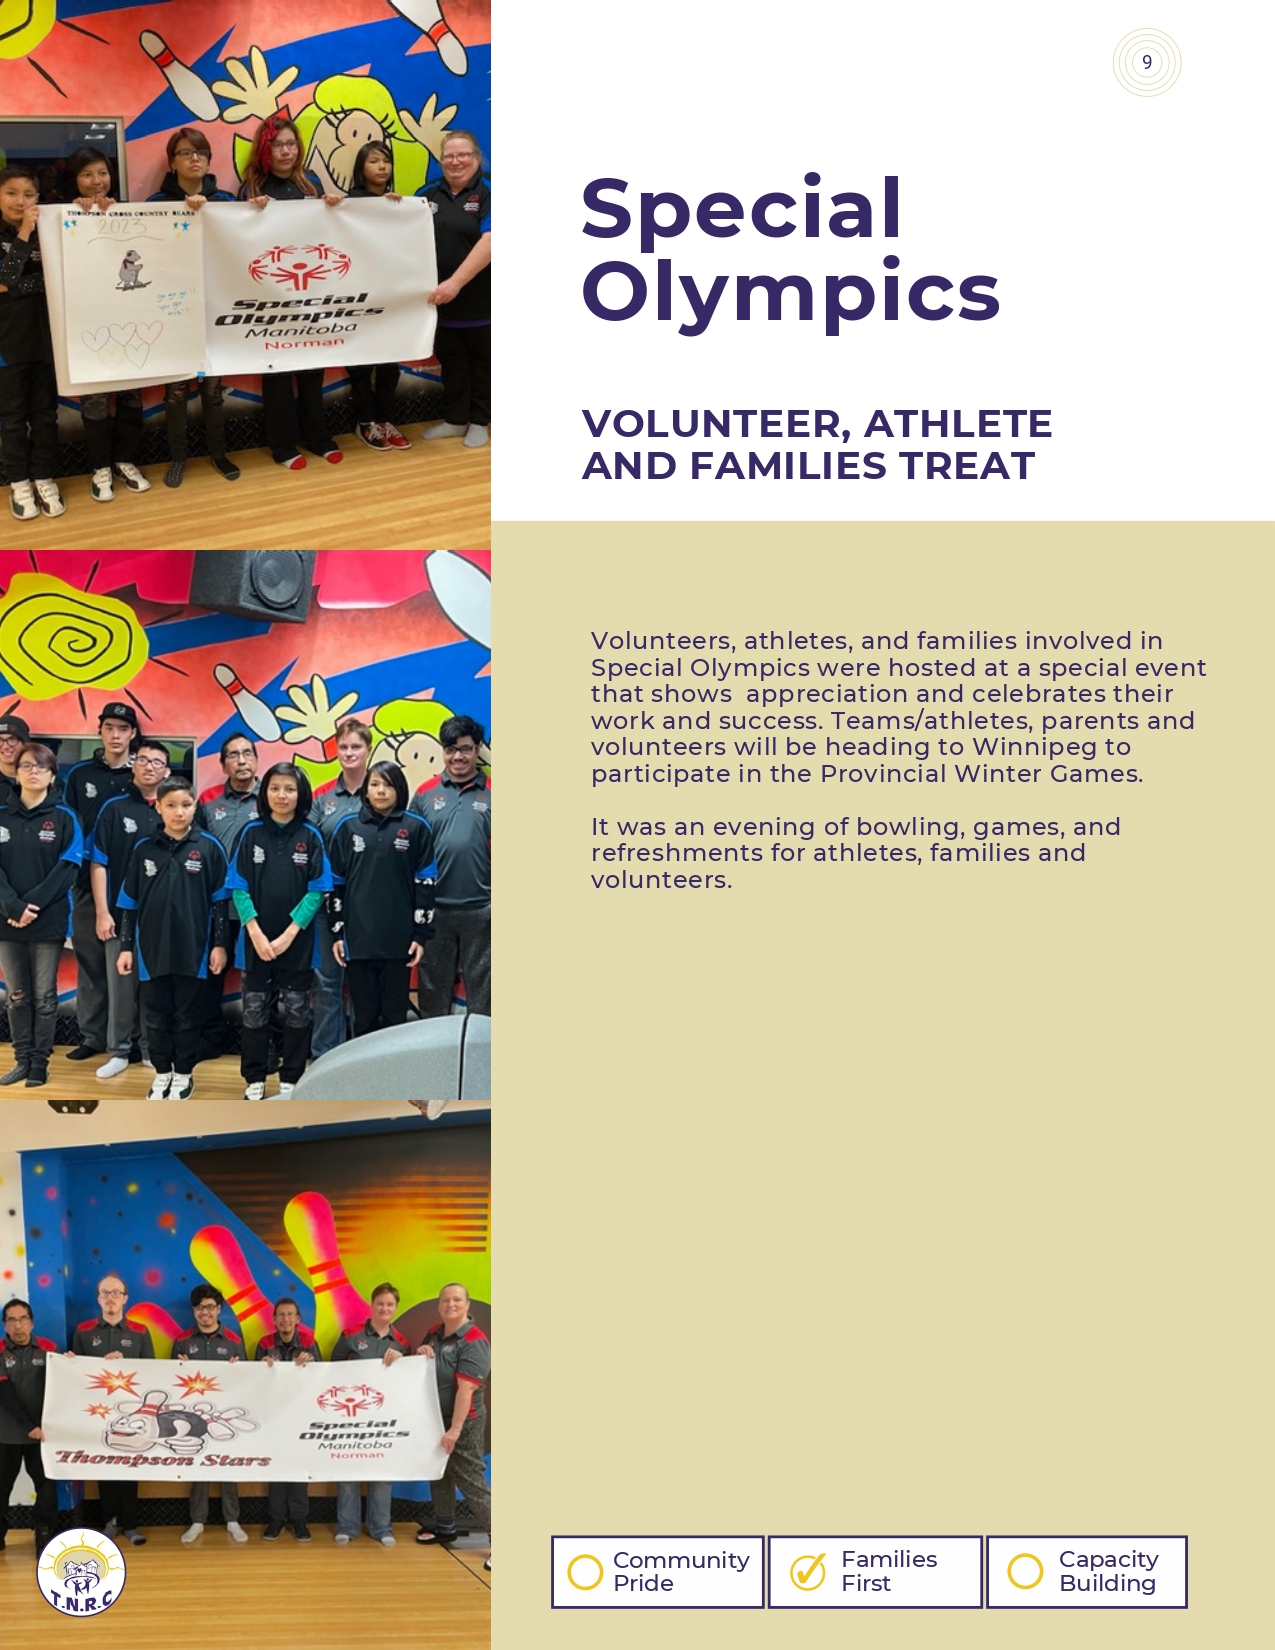 9
Special
Olympics
VOLUNTEER, ATHLETE
AND FAMILIES TREAT
Volunteers, athletes, and families involved in
Special Olympics were hosted at a special event
that shows  appreciation and celebrates their
work and success. Teams/athletes, parents and
volunteers will be heading to Winnipeg to
participate in the Provincial Winter Games.
It was an evening of bowling, games, and
refreshments for athletes, families and
volunteers.
THOMPSON CROSS COUNTRY BEARS
2023
Special
Olympics
Manitoba
Norman
Thompson Stars
Special
Olympics
Manitoba
Norman
T.N.R.C
Community
Pride
Families
First
Capacity
Building